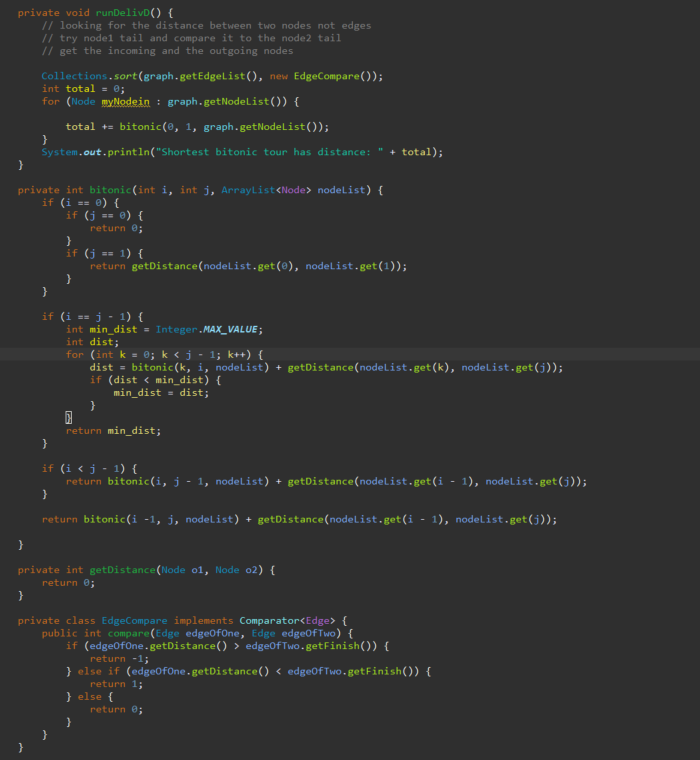 private void runDelivD() {
// looking for the distance between two nodes not edges
// try node1 tail and compare it to the node2 tail
// get the incoming and the outgoing nodes
Collections.sort(graph.getEdgeList(), new EdgeCompare());
int total = 0;
for (Node myNodein : graph.getNodeList()) {
total += bitonic(0, 1, graph.getNodeList());
}
System.out.println("Shortest bitonic tour has distance: " + total);
}
private int bitonic(int i, int j, ArrayList<Node> nodeList) {
if (i == 0) {
if (j == 0) {
return 0;
}
if (j == 1) {
return getDistance(nodeList.get(0), nodeList.get(1));
}
}
if (i == j - 1) {
int min_dist = Integer.MAX_VALUE;
int dist;
for (int k = 0; k < j - 1; k++) {
dist = bitonic(k, i, nodeList) + getDistance(nodeList.get(k), nodeList.get(j));
if (dist < min_dist) {
min_dist = dist;
}
}
return min_dist;
}
if (i < j - 1) {
return bitonic(i, j - 1, nodeList) + getDistance(nodeList.get(i - 1), nodeList.get(j));
}
return bitonic(i -1, j, nodeList) + getDistance(nodeList.get(i - 1), nodeList.get(j));
}
private int getDistance(Node o1, Node o2) {
return 0;
}
private class EdgeCompare implements Comparator<Edge> {
public int compare(Edge edgeOfOne, Edge edgeOfTwo) {
if (edgeOfOne.getDistance() > edgeOfTwo.getFinish()) {
return -1;
} else if (edgeOfOne.getDistance() < edgeOfTwo.getFinish()) {
return 1;
} else {
return 0;
}
}
}